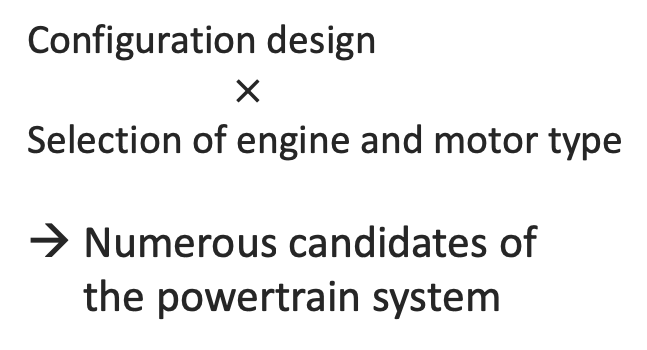 Configuration design
×
Selection of engine and motor type
→ Numerous candidates of
the powertrain system